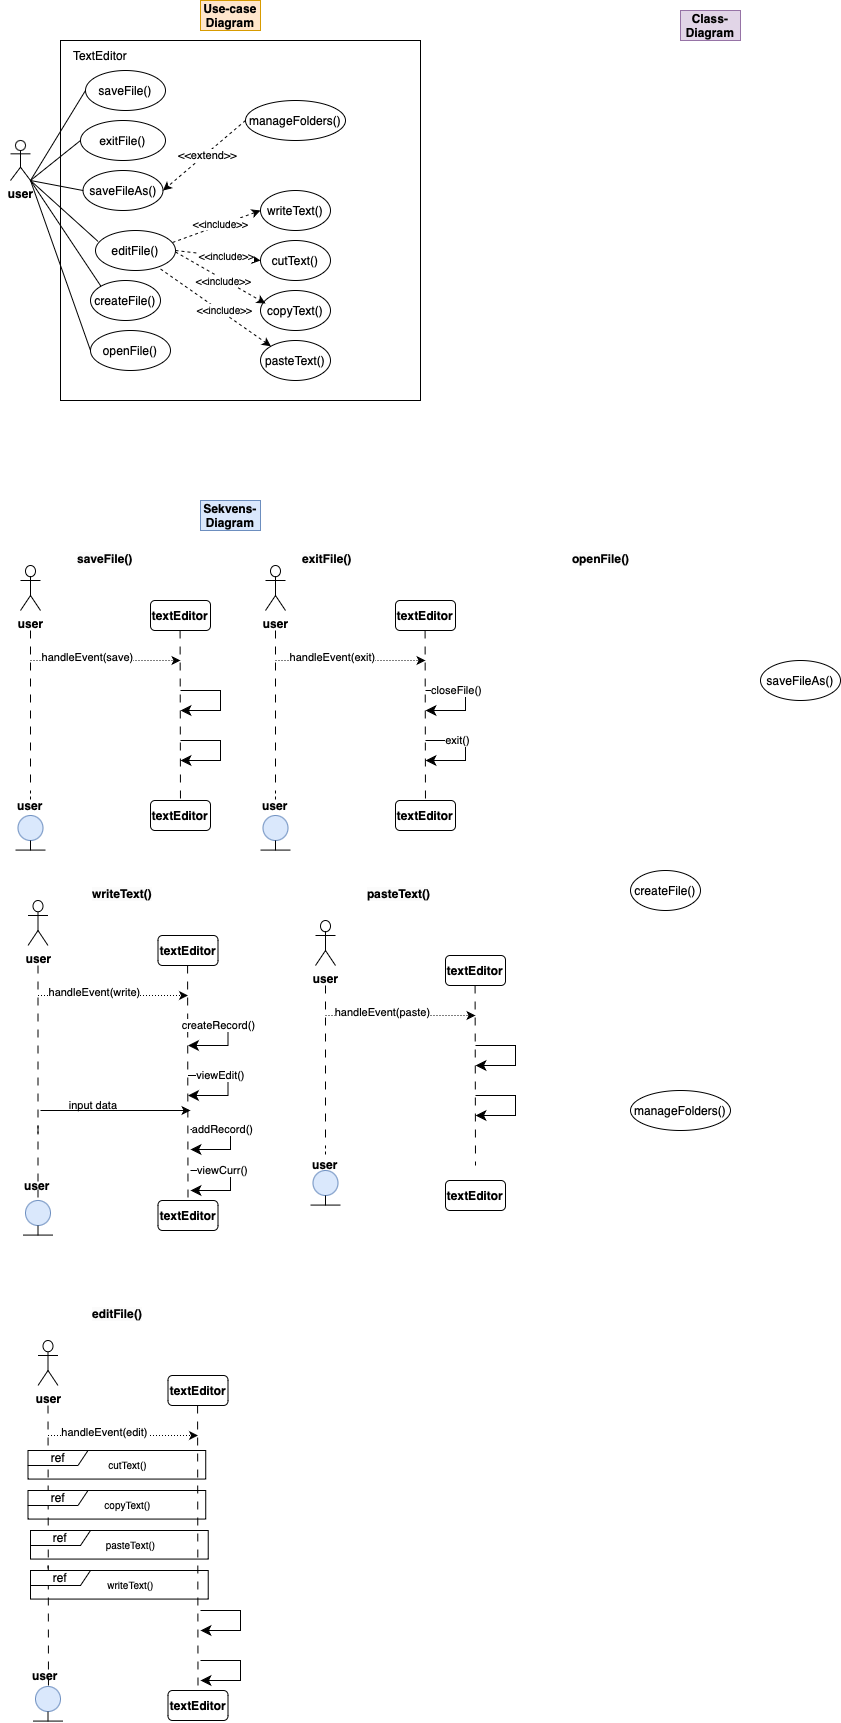 Use-case
Diagram
Class-
Diagram
TextEditor
saveFile()
manageFolders()
exitFile()
<<extend>>
user
saveFileAs()
writeText()
<<include>>
editFile()
<<include>>
cutText()
<<include>>
createFile()
<<include>>
copyText()
openFile()
pasteText()
Sekvens-
Diagram
saveFile()
exitFile()
openFile()
user
textEditor
user
textEditor
handleEvent(save)
handleEvent(exit)
saveFileAs()
closeFile()
exit()
user
textEditor
user
textEditor
writeText()
pasteText()
createFile()
user
textEditor
user
textEditor
handleEvent(write)
handleEvent(paste)
createRecord()
viewEdit()
input data
manageFolders()
addRecord()
viewCurr()
user
user
textEditor
textEditor
editFile()
user
textEditor
handleEvent(edit)
ref
cutText()
ref
copyText()
ref
pasteText()
ref
writeText()
user
textEditor